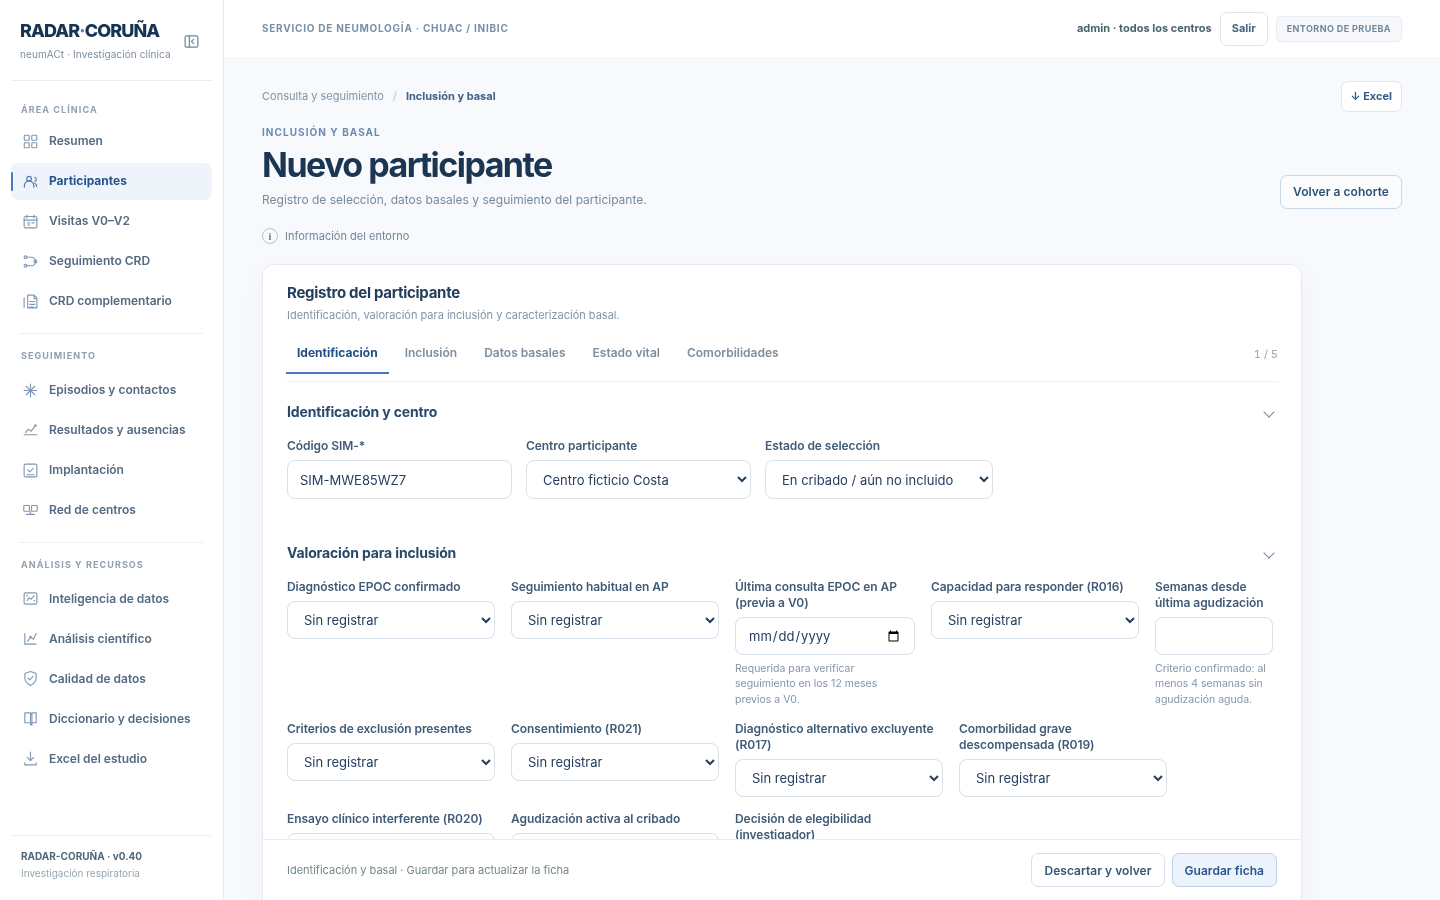 RADAR·CORUÑA
neumACt · Investigación clínica
ÁREA CLÍNICA
Resumen
Participantes
Visitas V0–V2
Seguimiento CRD
CRD complementario
SEGUIMIENTO
Episodios y contactos
Resultados y ausencias
Implantación
Red de centros
ANÁLISIS Y RECURSOS
Inteligencia de datos
Análisis científico
Calidad de datos
Diccionario y decisiones
Excel del estudio
RADAR-CORUÑA · v0.40
Investigación respiratoria
SERVICIO DE NEUMOLOGÍA · CHUAC / INIBIC
admin · todos los centros
Salir
ENTORNO DE PRUEBA
Consulta y seguimiento / Inclusión y basal
↓ Excel
INCLUSIÓN Y BASAL
Nuevo participante
Registro de selección, datos basales y seguimiento del participante.
Volver a cohorte
i Información del entorno
Registro del participante
Identificación, valoración para inclusión y caracterización basal.
Identificación Inclusión Datos basales Estado vital Comorbilidades 1 / 5
Identificación y centro
Código SIM-* Centro participante Estado de selección
SIM-MWE85WZ7 Centro ficticio Costa En cribado / aún no incluido
Valoración para inclusión
Diagnóstico EPOC confirmado
Sin registrar
Seguimiento habitual en AP
Sin registrar
Última consulta EPOC en AP
(previa a V0)
mm/dd/yyyy
Requerida para verificar
seguimiento en los 12 meses
previos a V0.
Capacidad para responder (R016)
Sin registrar
Semanas desde
última agudización
Criterio confirmado: al
menos 4 semanas sin
agudización aguda.
Criterios de exclusión presentes
Sin registrar
Consentimiento (R021)
Sin registrar
Diagnóstico alternativo excluyente
(R017)
Sin registrar
Comorbilidad grave
descompensada (R019)
Sin registrar
Ensayo clínico interferente (R020)
Agudización activa al cribado
Decisión de elegibilidad
(investigador)
Identificación y basal · Guardar para actualizar la ficha
Descartar y volver
Guardar ficha